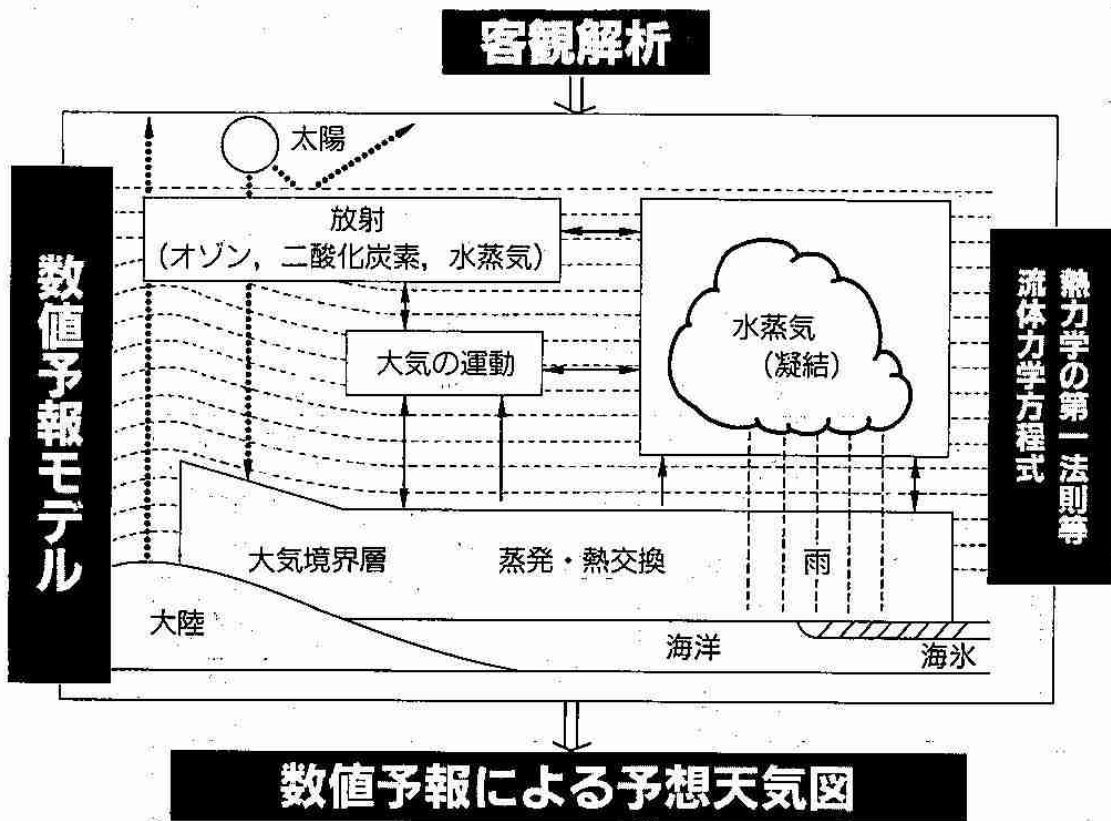 客観解析
太陽
放射
(オゾン，二酸化炭素，水蒸気)
数値予報モデル
熱力学の第一法則等
流体力学方程式
水蒸気
(凝結)
大気の運動
大気境界層
蒸発・熱交換
雨
大陸
海洋
海氷
数値予報による予想天気図